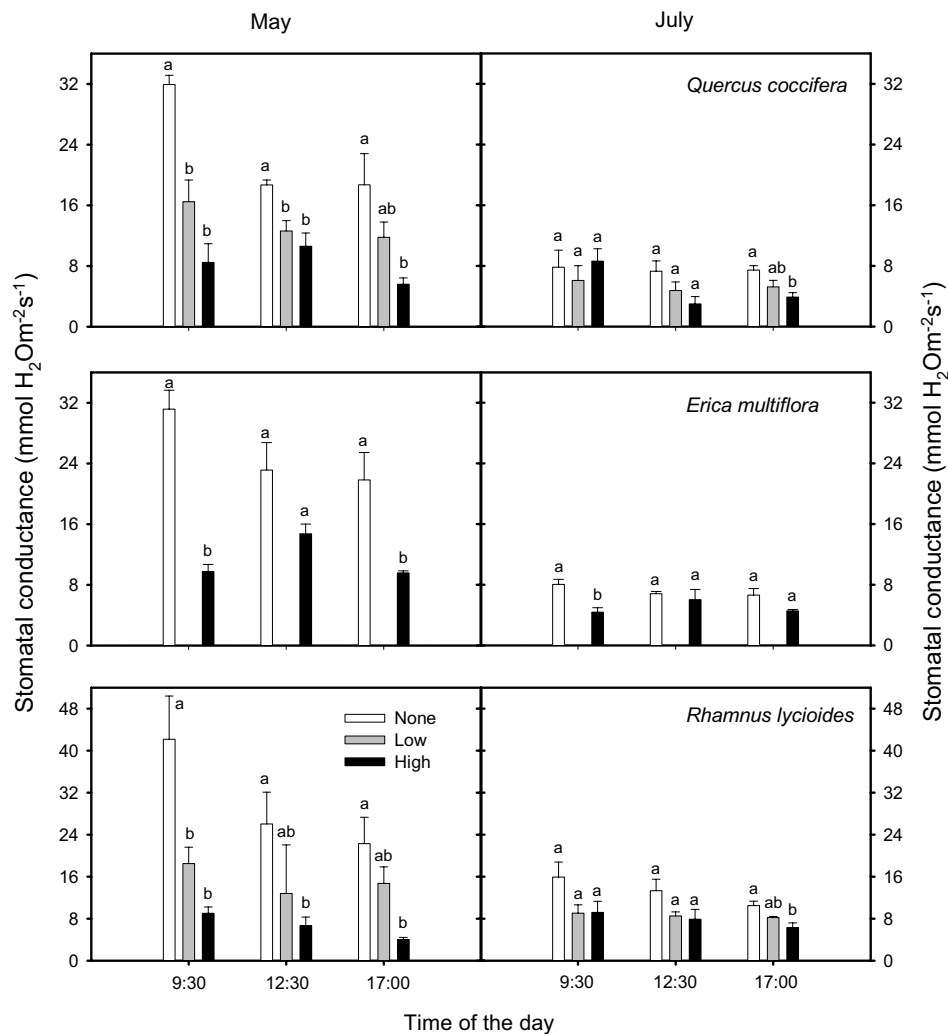 May
July
Stomatal conductance (mmol H₂Om⁻²s⁻¹)
Stomatal conductance (mmol H₂Om⁻²s⁻¹)
Quercus coccifera
32
24
16
8
0
a
b
b
a
b
b
a
ab
b
a
a
a
a
a
a
a
ab
b
32
24
16
8
0
Erica multiflora
32
24
16
8
0
a
b
a
a
a
b
a
b
a
a
a
a
32
24
16
8
0
Rhamnus lycioides
None
Low
High
48
40
32
24
16
8
0
a
b
b
a
ab
b
a
ab
b
a
a
a
a
a
a
a
ab
b
48
40
32
24
16
8
0
9:30
12:30
17:00
9:30
12:30
17:00
Time of the day